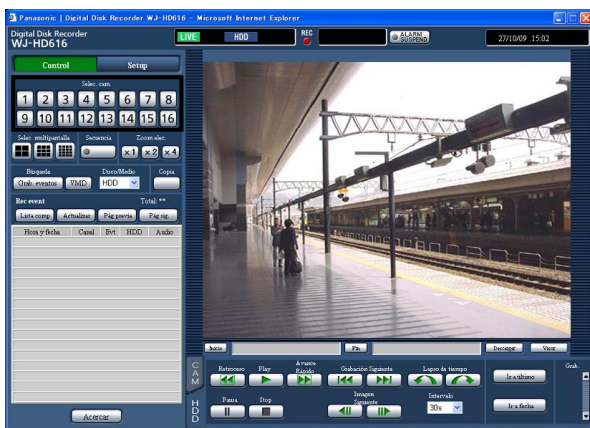 Panasonic | Digital Disk Recorder WJ-HD616 - Microsoft Internet Explorer
Digital Disk Recorder
WJ-HD616
LIVE HDD REC ALARM SUSPEND 27/10/09 15:02
Control Setup
Selec. cam.
1 2 3 4 5 6 7 8
9 10 11 12 13 14 15 16
Selec. multipantalla Secuencia Zoom elec.
x1 x2 x4
Búsqueda Disco/Medio Copia
Grab. eventos VMD HDD
Rec event Total: **
Lista comp Actualizar Pág previa Pág sig.
Hora y fecha Canal Evt HDD Audio
Inicio Fin Descargar Visor
CAM
HDD
Retroceso Play Avance Rápido Grabación Siguiente Lapso de tiempo Ir a último Grab.
Pausa Stop Imagen Siguiente Intervalo
30s Ir a fecha
Acercar